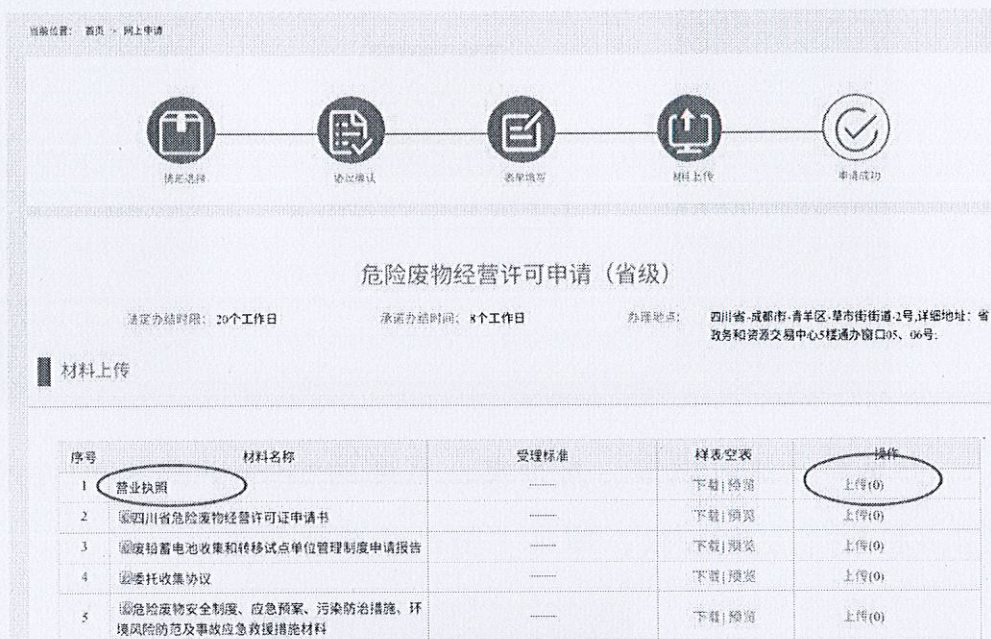 当前位置： 首页 > 网上申请
情形选择 协议确认 表单填写 材料上传 申请成功
危险废物经营许可申请（省级）
法定办结时限： 20个工作日 承诺办结时间： 8个工作日 办理地点： 四川省-成都市-青羊区-草市街街道-2号,详细地址：省
政务和资源交易中心5楼通办窗口05、06号;
材料上传
序号 材料名称 受理标准 样表空表 操作
1 营业执照 ------ 下载|预览 上传(0)
2 四川省危险废物经营许可证申请书 ------ 下载|预览 上传(0)
3 废铅蓄电池收集和转移试点单位管理制度申请报告 ------ 下载|预览 上传(0)
4 委托收集协议 ------ 下载|预览 上传(0)
5 危险废物安全制度、应急预案、污染防治措施、环 ------ 下载|预览 上传(0)
境风险防范及事故应急救援措施材料